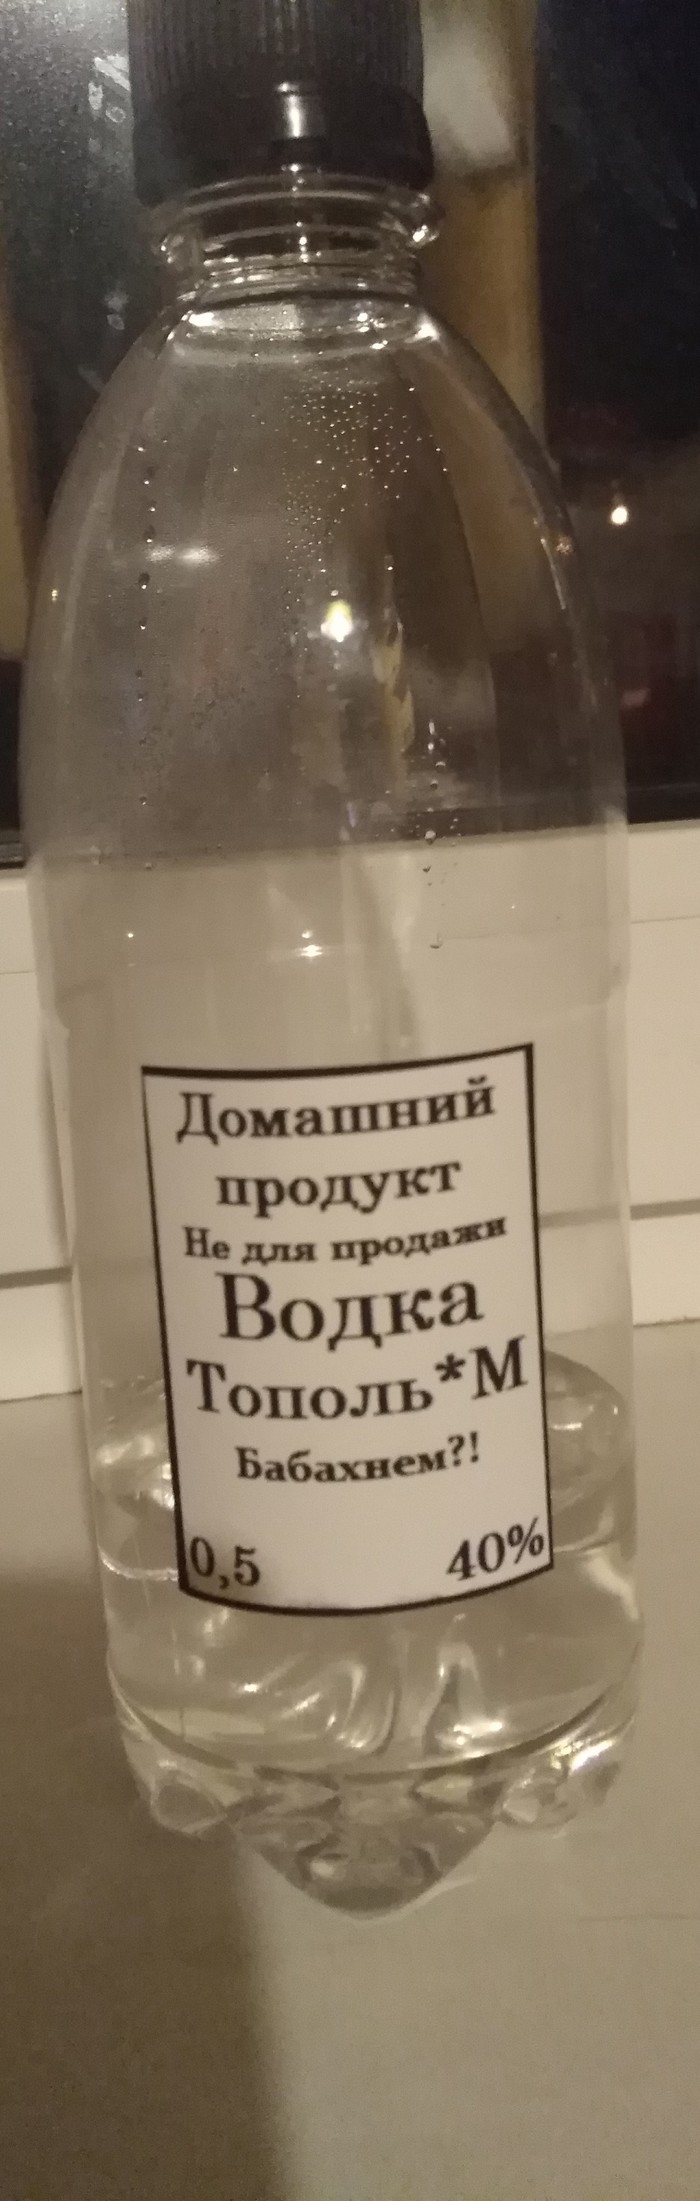 Домашний
продукт
Не для продажи
Водка
Тополь*М
Бабахнем?!
0,5 40%